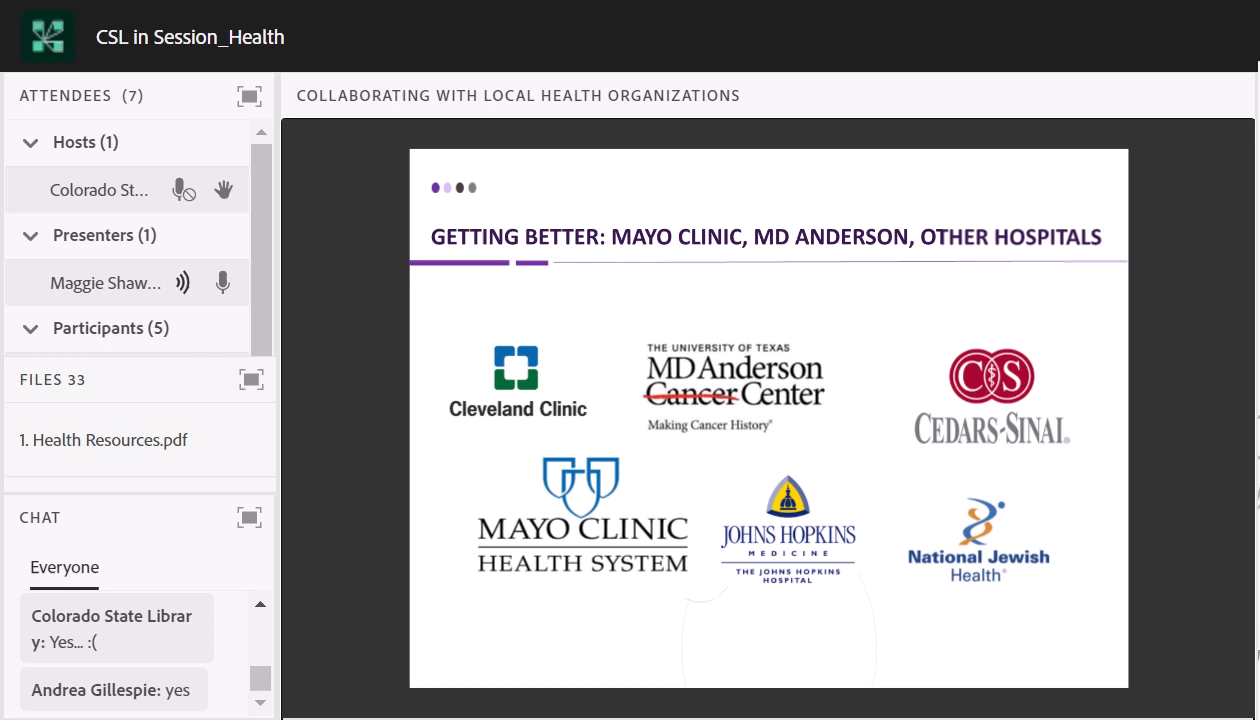 CSL in Session_Health
ATTENDEES (7)
Hosts (1)
Colorado St...
Presenters (1)
Maggie Shaw...
Participants (5)
FILES 33
1. Health Resources.pdf
CHAT
Everyone
Colorado State Librar
y: Yes... :(
Andrea Gillespie: yes
COLLABORATING WITH LOCAL HEALTH ORGANIZATIONS
GETTING BETTER: MAYO CLINIC, MD ANDERSON, OTHER HOSPITALS
Cleveland Clinic
THE UNIVERSITY OF TEXAS
MD Anderson
Cancer Center
Making Cancer History®
CS
CEDARS-SINAI®
MAYO CLINIC
HEALTH SYSTEM
JOHNS HOPKINS
MEDICINE
THE JOHNS HOPKINS
HOSPITAL
National Jewish
Health®